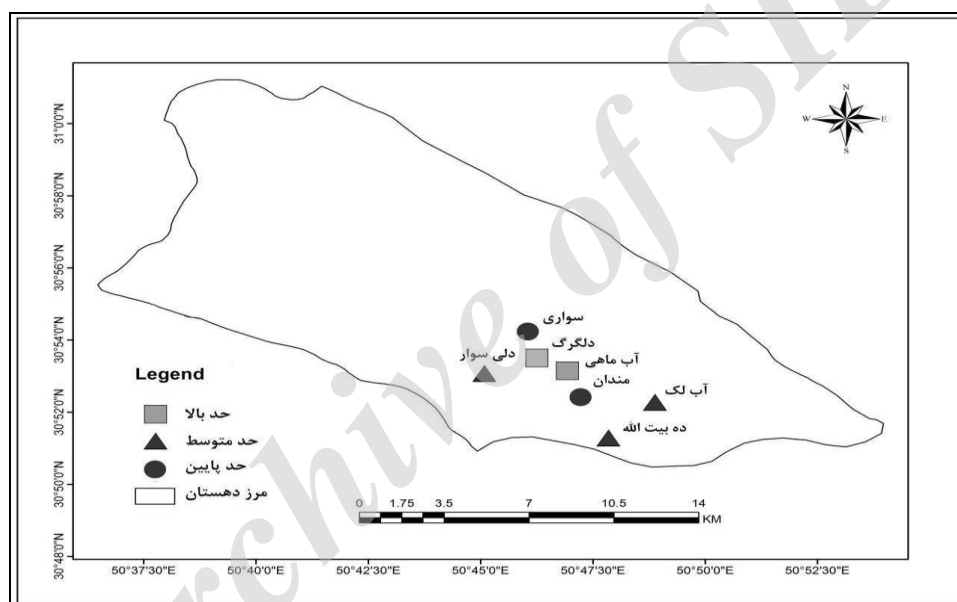 Archive of SI
N
W E
S
31°0'0"N
30°58'0"N
30°56'0"N
30°54'0"N
30°52'0"N
30°50'0"N
30°48'0"N
سواری
دلگرگ
دلی سوار
آب ماهی
مندان
آب لک
ده بیت الله
Legend
حد بالا
حد متوسط
حد پایین
مرز دهستان
0 1.75 3.5 7 10.5 14
KM
50°37'30"E 50°40'0"E 50°42'30"E 50°45'0"E 50°47'30"E 50°50'0"E 50°52'30"E